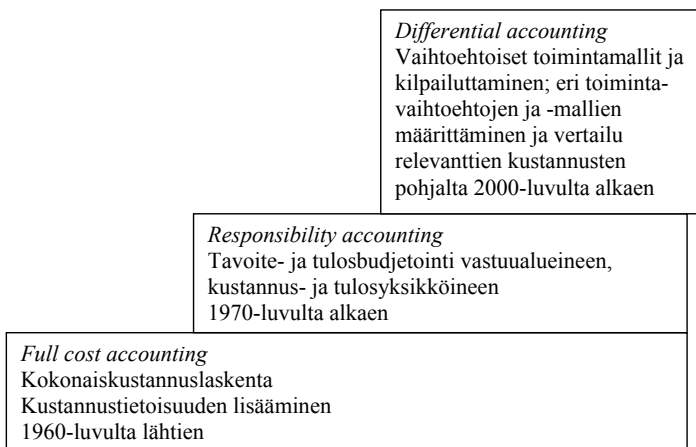 Differential accounting
Vaihtoehtoiset toimintamallit ja
kilpailuttaminen; eri toiminta-
vaihtoehtojen ja -mallien
määrittäminen ja vertailu
relevanttien kustannusten
pohjalta 2000-luvulta alkaen
Responsibility accounting
Tavoite- ja tulosbudjetointi vastuualueineen,
kustannus- ja tulosyksikköineen
1970-luvulta alkaen
Full cost accounting
Kokonaiskustannuslaskenta
Kustannustietoisuuden lisääminen
1960-luvulta lähtien